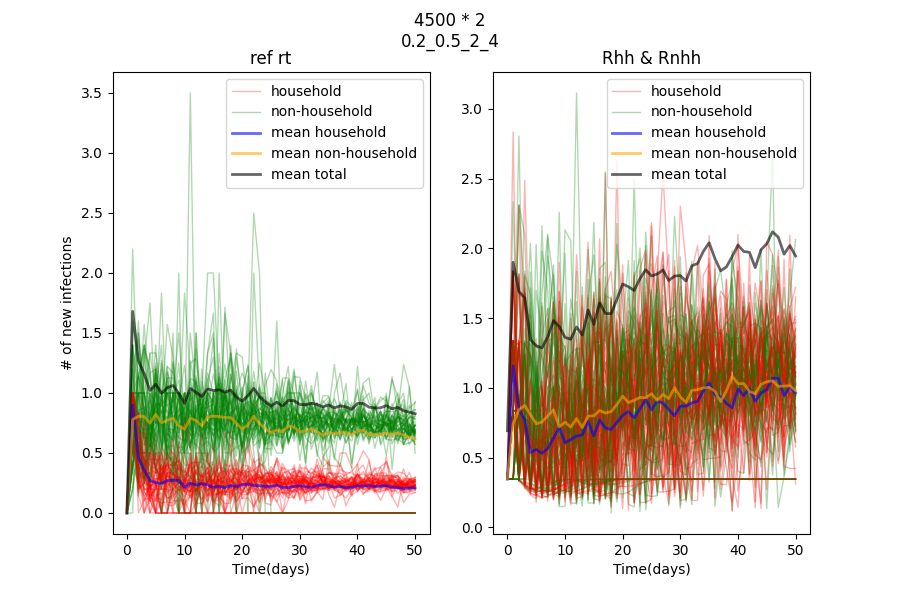 4500 * 2
0.2_0.5_2_4
ref rt
Rhh & Rnhh
# of new infections
3.5
3.0
2.5
2.0
1.5
1.0
0.5
0.0
household
non-household
mean household
mean non-household
mean total
0 10 20 30 40 50
Time(days)
3.0
2.5
2.0
1.5
1.0
0.5
0.0
household
non-household
mean household
mean non-household
mean total
0 10 20 30 40 50
Time(days)